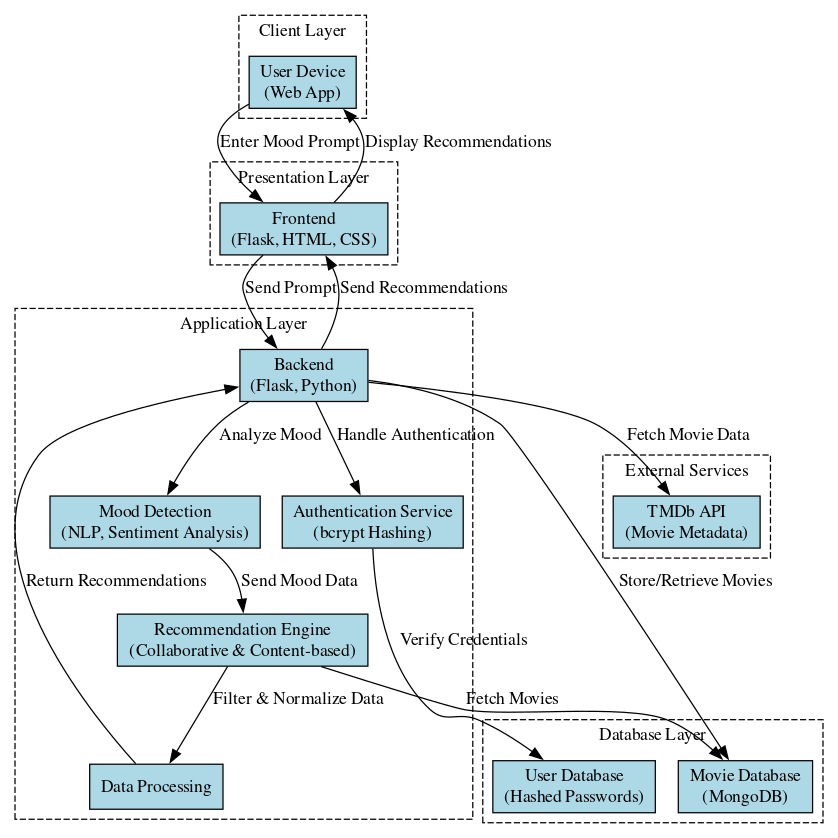 Client Layer
User Device
(Web App)
Enter Mood Prompt
Display Recommendations
Presentation Layer
Frontend
(Flask, HTML, CSS)
Send Prompt
Send Recommendations
Application Layer
Backend
(Flask, Python)
Analyze Mood
Handle Authentication
Fetch Movie Data
External Services
Mood Detection
(NLP, Sentiment Analysis)
Authentication Service
(bcrypt Hashing)
TMDb API
(Movie Metadata)
Return Recommendations
Send Mood Data
Store/Retrieve Movies
Recommendation Engine
(Collaborative & Content-based)
Verify Credentials
Filter & Normalize Data
Fetch Movies
Database Layer
Data Processing
User Database
(Hashed Passwords)
Movie Database
(MongoDB)